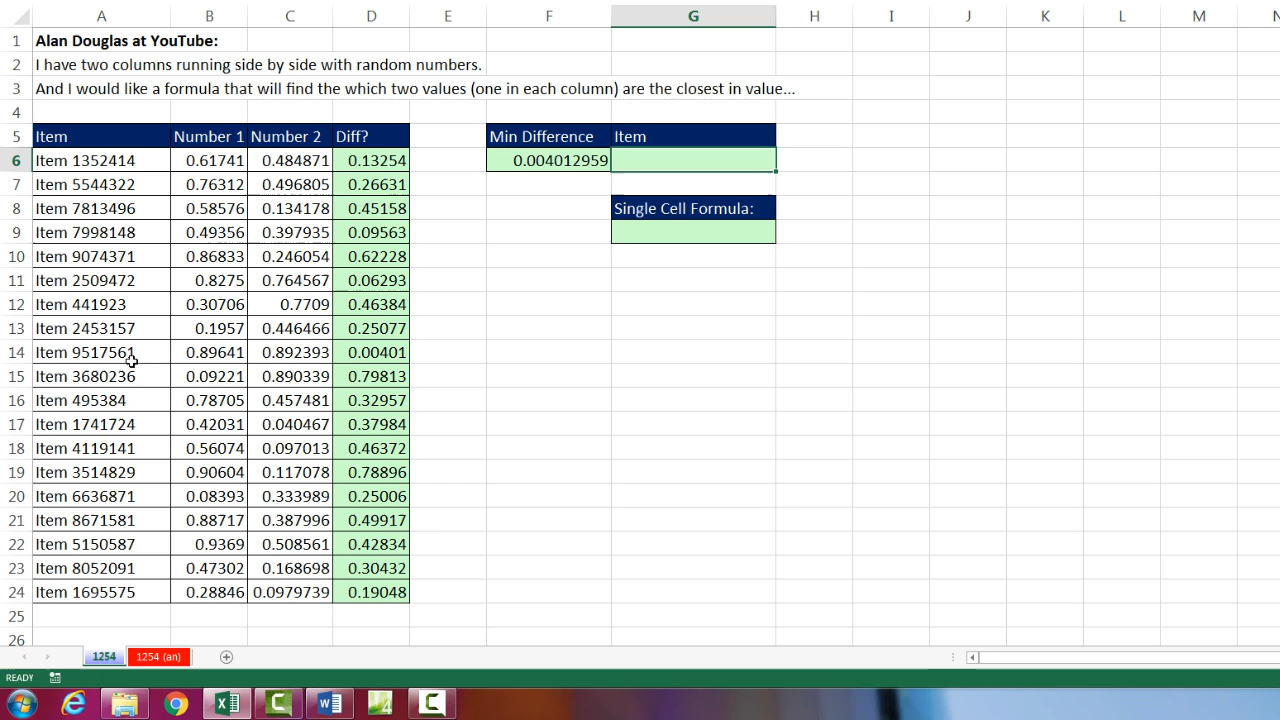 A B C D E F G H I J K L M N
1 Alan Douglas at YouTube:
2 I have two columns running side by side with random numbers.
3 And I would like a formula that will find the which two values (one in each column) are the closest in value...
4
5 Item Number 1 Number 2 Diff? Min Difference Item
6 Item 1352414 0.61741 0.484871 0.13254 0.004012959
7 Item 5544322 0.76312 0.496805 0.26631
8 Item 7813496 0.58576 0.134178 0.45158 Single Cell Formula:
9 Item 7998148 0.49356 0.397935 0.09563
10 Item 9074371 0.86833 0.246054 0.62228
11 Item 2509472 0.8275 0.764567 0.06293
12 Item 441923 0.30706 0.7709 0.46384
13 Item 2453157 0.1957 0.446466 0.25077
14 Item 9517561 0.89641 0.892393 0.00401
15 Item 3680236 0.09221 0.890339 0.79813
16 Item 495384 0.78705 0.457481 0.32957
17 Item 1741724 0.42031 0.040467 0.37984
18 Item 4119141 0.56074 0.097013 0.46372
19 Item 3514829 0.90604 0.117078 0.78896
20 Item 6636871 0.08393 0.333989 0.25006
21 Item 8671581 0.88717 0.387996 0.49917
22 Item 5150587 0.9369 0.508561 0.42834
23 Item 8052091 0.47302 0.168698 0.30432
24 Item 1695575 0.28846 0.0979739 0.19048
25
26
1254 1254 (an)
READY